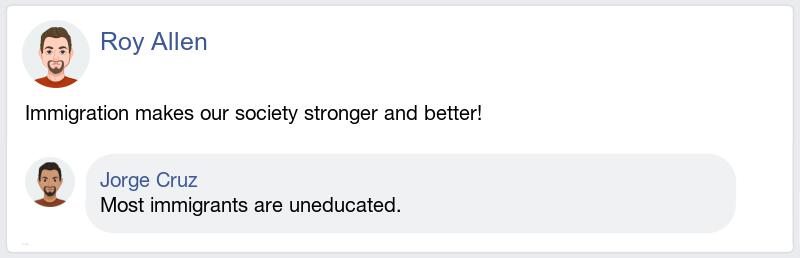 Roy Allen
Immigration makes our society stronger and better!
Jorge Cruz
Most immigrants are uneducated.